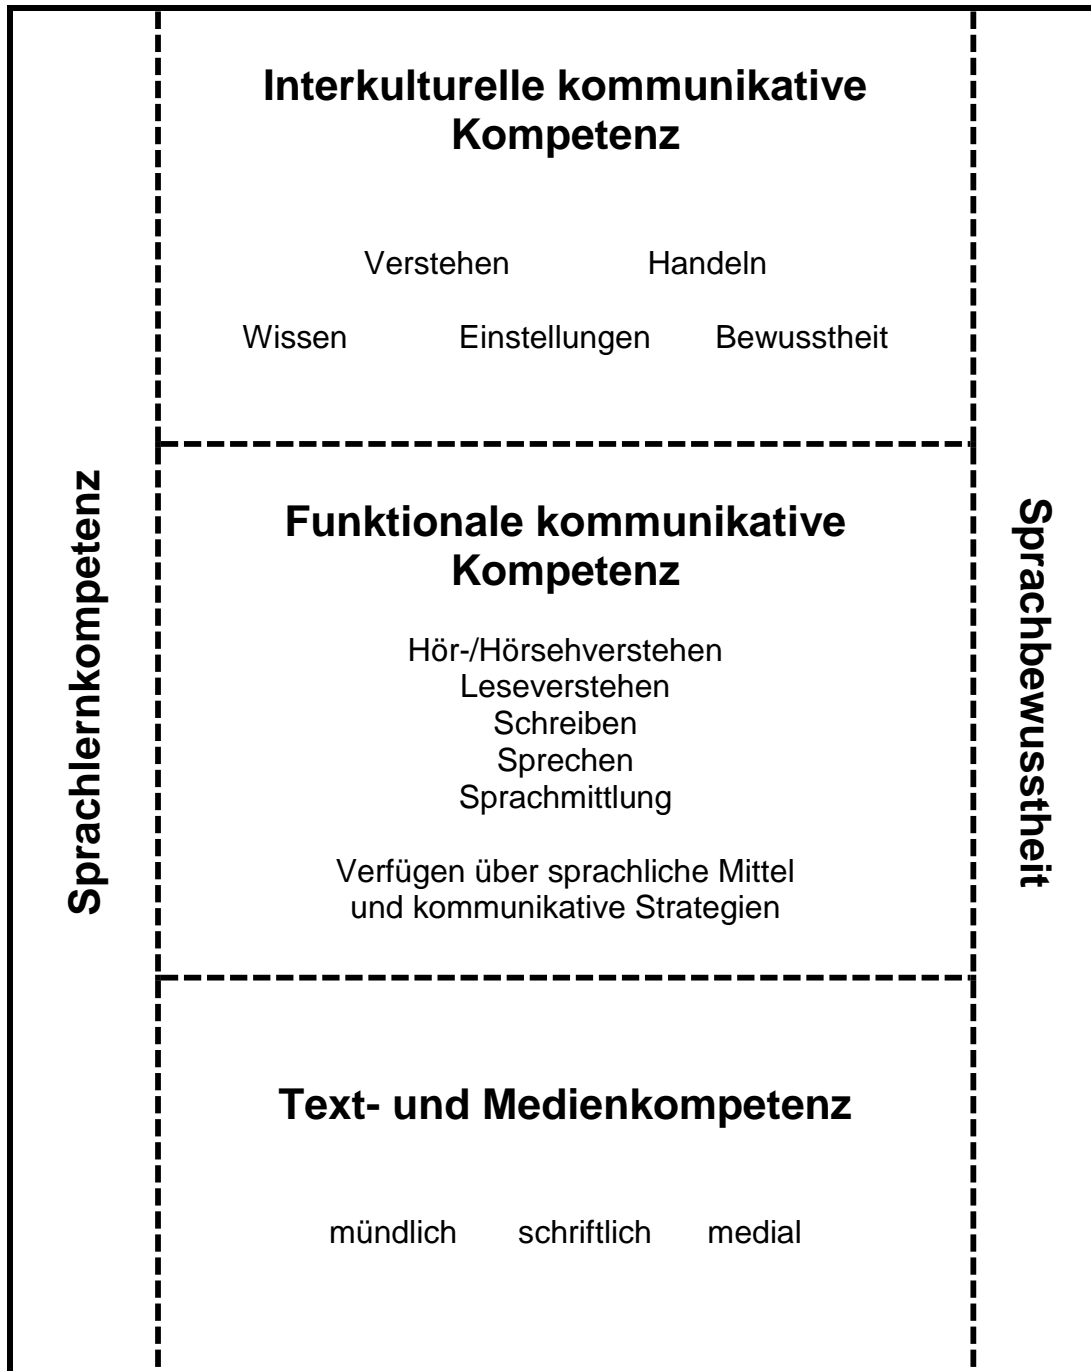 Interkulturelle kommunikative
Kompetenz
Verstehen Handeln
Wissen Einstellungen Bewusstheit
Sprachlernkompetenz
Funktionale kommunikative
Kompetenz
Hör-/Hörsehverstehen
Leseverstehen
Schreiben
Sprechen
Sprachmittlung
Verfügen über sprachliche Mittel
und kommunikative Strategien
Sprachbewusstheit
Text- und Medienkompetenz
mündlich schriftlich medial